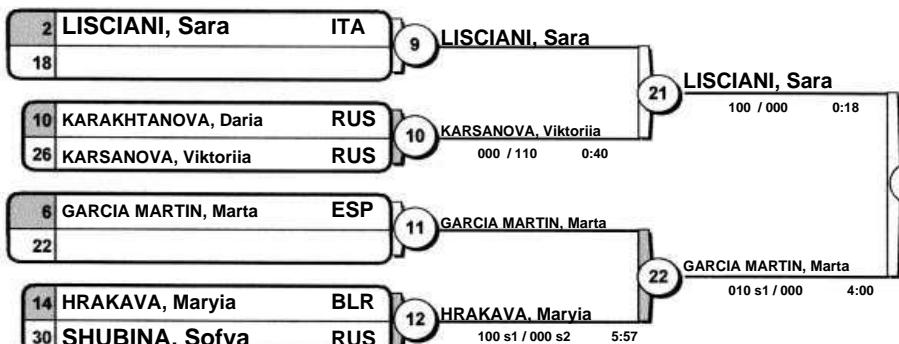 2 LISCIANI, Sara ITA
18
9 LISCIANI, Sara
10 KARAKHTANOVA, Daria RUS
26 KARSANOVA, Viktoriia RUS
10 KARSANOVA, Viktoriia
000 / 110 0:40
21 LISCIANI, Sara
100 / 000 0:18
6 GARCIA MARTIN, Marta ESP
22
11 GARCIA MARTIN, Marta
14 HRAKAVA, Maryia BLR
30 SHUBINA, Sofya RUS
12 HRAKAVA, Maryia
100 s1 / 000 s2 5:57
22 GARCIA MARTIN, Marta
010 s1 / 000 4:00